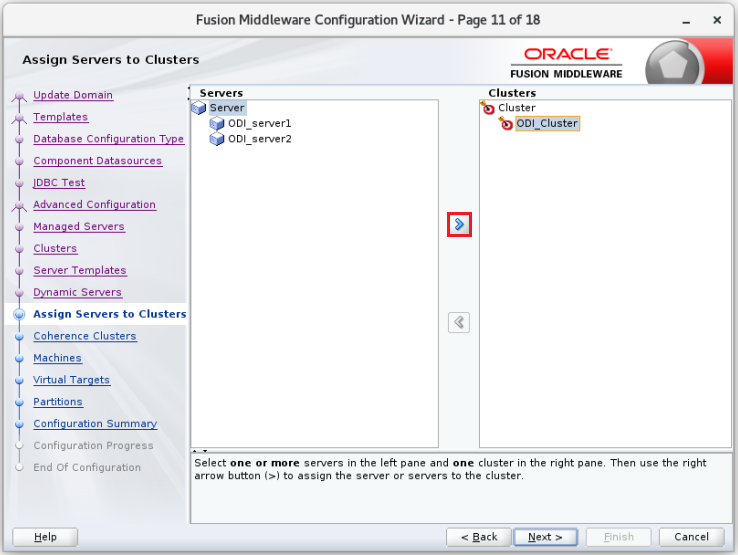 Fusion Middleware Configuration Wizard - Page 11 of 18
Assign Servers to Clusters
ORACLE
FUSION MIDDLEWARE
Update Domain
Templates
Database Configuration Type
Component Datasources
JDBC Test
Advanced Configuration
Managed Servers
Clusters
Server Templates
Dynamic Servers
Assign Servers to Clusters
Coherence Clusters
Machines
Virtual Targets
Partitions
Configuration Summary
Configuration Progress
End Of Configuration
Servers
Server
ODI_server1
ODI_server2
Clusters
Cluster
ODI_Cluster
Select one or more servers in the left pane and one cluster in the right pane. Then use the right
arrow button (>) to assign the server or servers to the cluster.
Help
< Back
Next >
Finish
Cancel